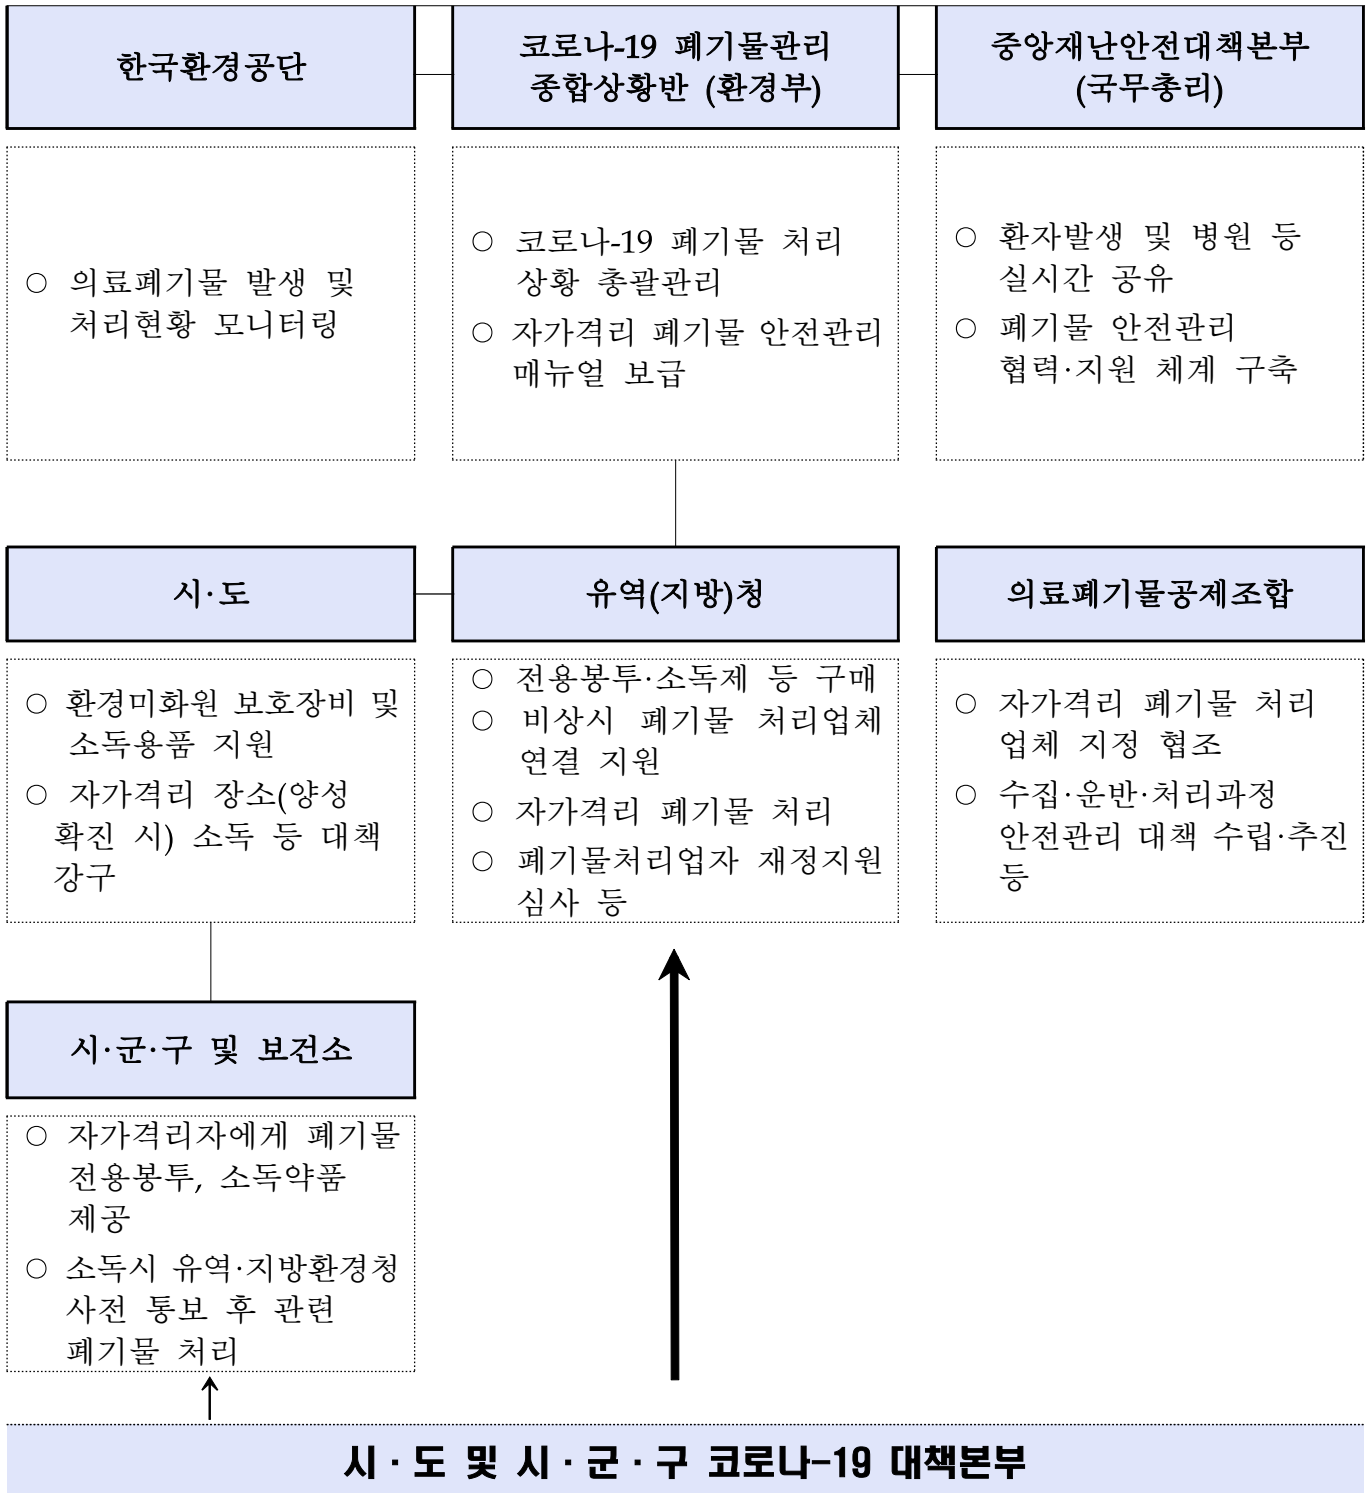 한국환경공단
코로나-19 폐기물관리
종합상황반 (환경부)
중앙재난안전대책본부
(국무총리)
○ 의료폐기물 발생 및
처리현황 모니터링
○ 코로나-19 폐기물 처리
상황 총괄관리
○ 자가격리 폐기물 안전관리
매뉴얼 보급
○ 환자발생 및 병원 등
실시간 공유
○ 폐기물 안전관리
협력·지원 체계 구축
시·도
유역(지방)청
의료폐기물공제조합
○ 환경미화원 보호장비 및
소독용품 지원
○ 자가격리 장소(양성
확진 시) 소독 등 대책
강구
○ 전용봉투·소독제 등 구매
○ 비상시 폐기물 처리업체
연결 지원
○ 자가격리 폐기물 처리
○ 폐기물처리업자 재정지원
심사 등
○ 자가격리 폐기물 처리
업체 지정 협조
○ 수집·운반·처리과정
안전관리 대책 수립·추진
등
시·군·구 및 보건소
○ 자가격리자에게 폐기물
전용봉투, 소독약품
제공
○ 소독시 유역·지방환경청
사전 통보 후 관련
폐기물 처리
시·도 및 시·군·구 코로나-19 대책본부